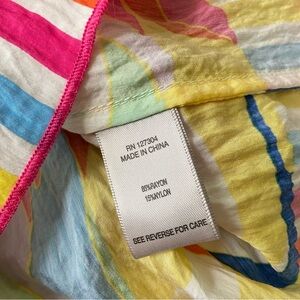 RN 127304
MADE IN CHINA
85%RAYON
15%NYLON
SEE REVERSE FOR CARE